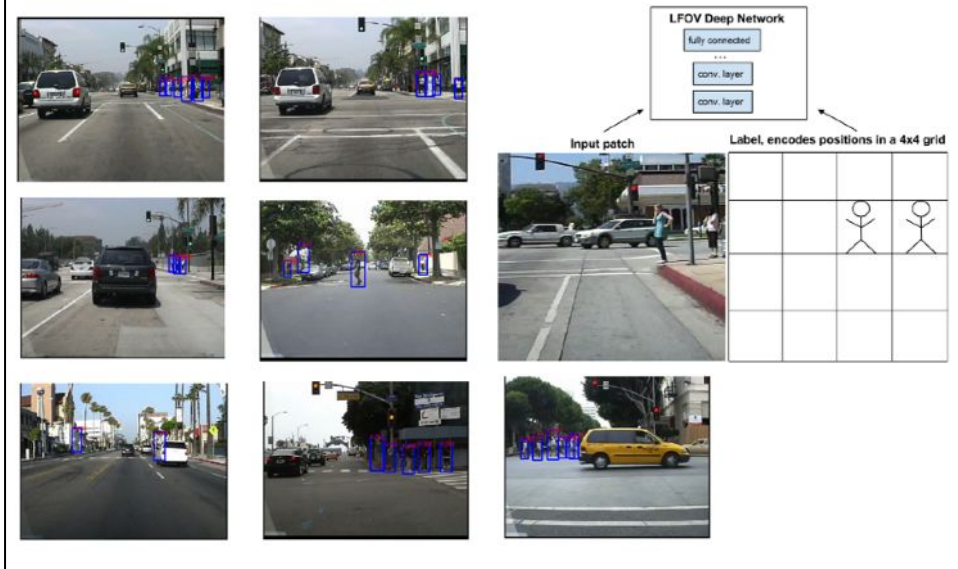 LFOV Deep Network
fully connected
...
conv. layer
conv. layer
Input patch
Label, encodes positions in a 4x4 grid